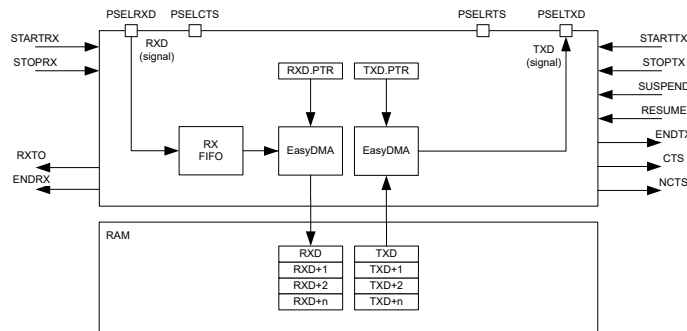 PSELRXD PSELCTS PSELRTS PSELTXD
STARTRX
STOPRX
RXD
(signal)
TXD
(signal)
STARTTX
STOPTX
SUSPEND
RESUME
RXD.PTR TXD.PTR
RX
FIFO
EasyDMA EasyDMA
ENDTX
CTS
NCTS
RXTO
ENDRX
RAM
RXD TXD
RXD+1 TXD+1
RXD+2 TXD+2
RXD+n TXD+n